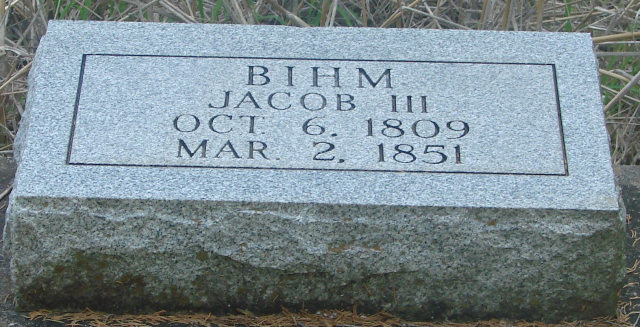 BIHM
JACOB III
OCT. 6, 1809
MAR. 2, 1851